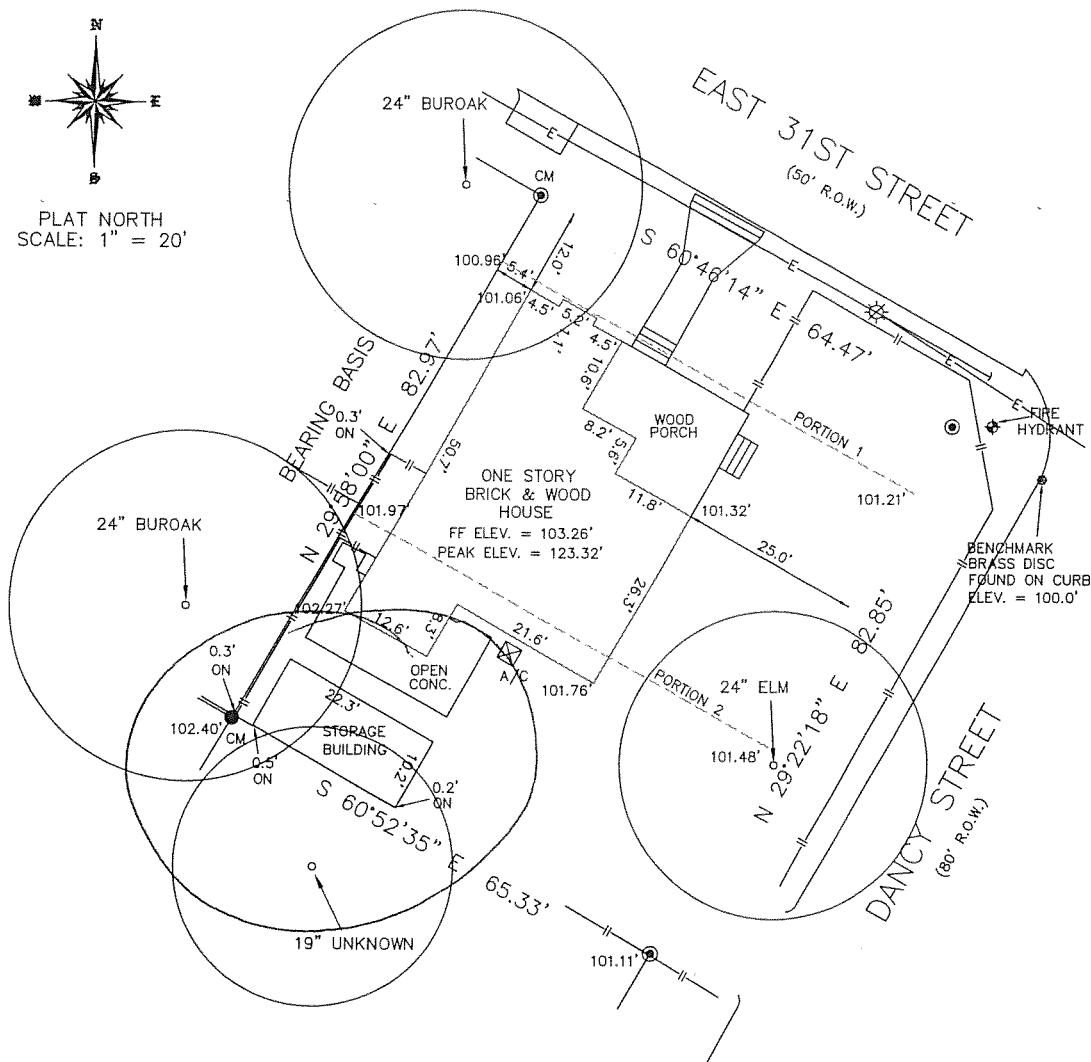 N
E
S
PLAT NORTH
SCALE: 1" = 20'
24" BUROAK
EAST 31ST STREET
(50' R.O.W.)
CM
E
S 60°46'14" E 64.47'
E
E
E
12.0'
100.96'
5.4'
101.06'
4.5'
5.2'
1.1'
4.5'
10.6'
BEARING BASIS
N 29°58'00" E 82.97'
0.3'
ON
50.7'
WOOD
PORCH
PORTION 1
FIRE
HYDRANT
8.2'
5.6'
ONE STORY
BRICK & WOOD
HOUSE
FF ELEV. = 103.26'
PEAK ELEV. = 123.32'
11.8'
101.32'
101.21'
101.97'
24" BUROAK
25.0'
BENCHMARK
BRASS DISC
FOUND ON CURB
ELEV. = 100.0'
26.3'
102.27'
12.6'
8.3'
21.6'
0.3'
ON
OPEN
CONC.
A/C
101.76'
PORTION 2
24" ELM
N 29°22'18" E 82.85'
22.3'
STORAGE
BUILDING
102.40'
CM
101.48'
0.5'
ON
10.2'
0.2'
ON
S 60°52'35" E 65.33'
DANCY STREET
(80' R.O.W.)
19" UNKNOWN
101.11'